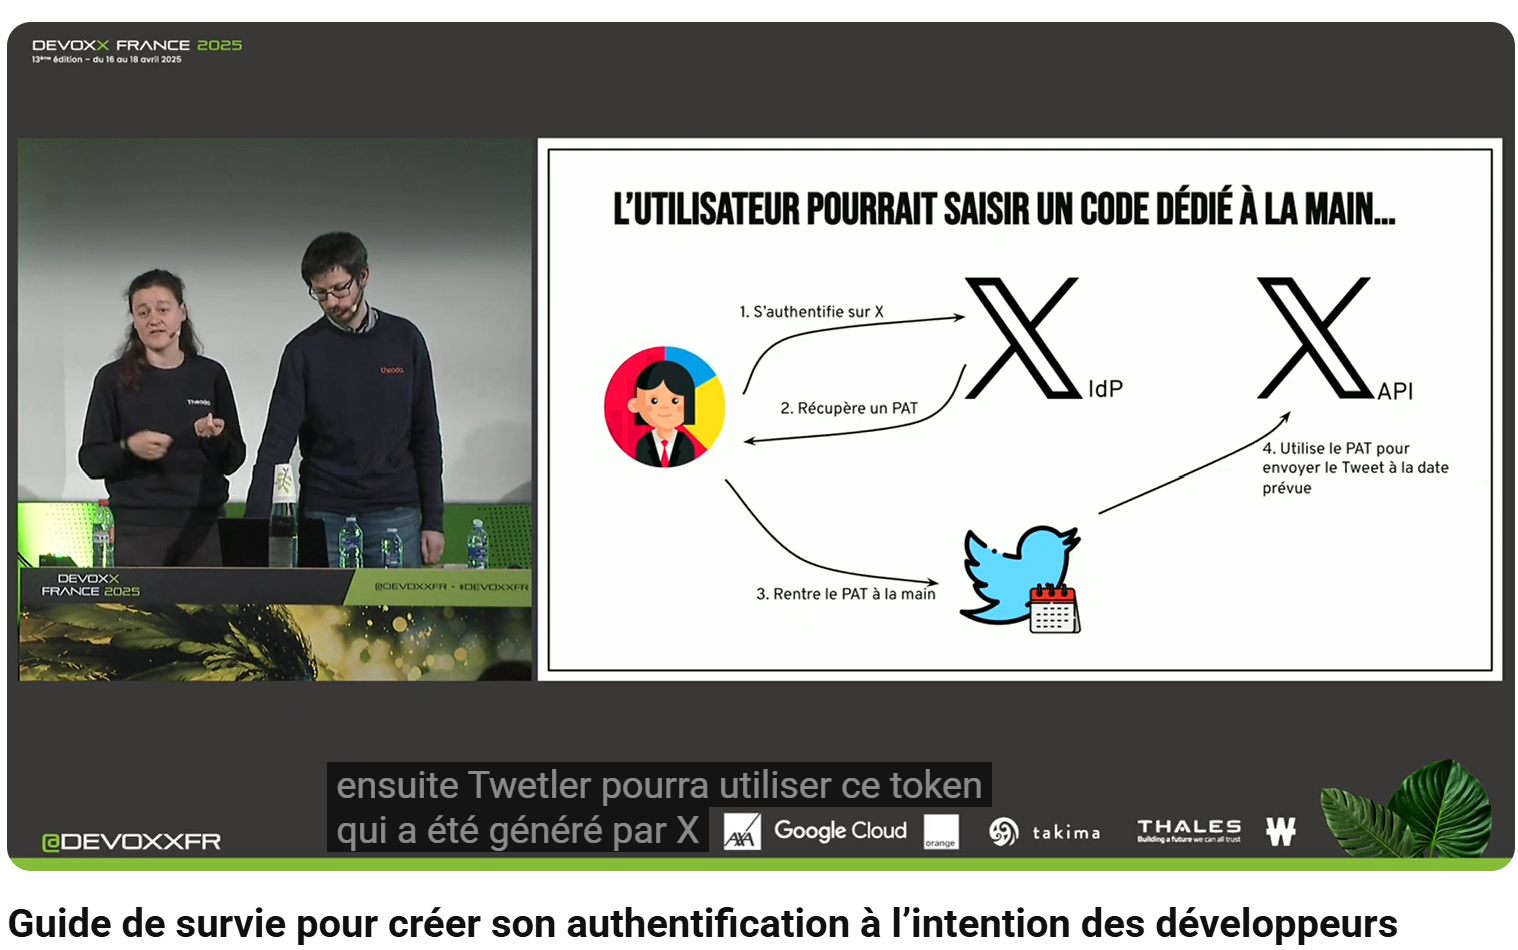 DEVOXX FRANCE 2025
13ème édition – du 16 au 18 avril 2025
L'UTILISATEUR POURRAIT SAISIR UN CODE DÉDIÉ À LA MAIN...
1. S'authentifie sur X
IdP
API
2. Récupère un PAT
4. Utilise le PAT pour
envoyer le Tweet à la date
prévue
3. Rentre le PAT à la main
Theodo
theodo.
DEVOXX
FRANCE 2025
@DEVOXXFR - #DEVOXXFR
ensuite Twetler pourra utiliser ce token
qui a été généré par X
@DEVOXXFR
AXA
Google Cloud
orange
takima
THALES
Building a future we can all trust
W
Guide de survie pour créer son authentification à l'intention des développeurs